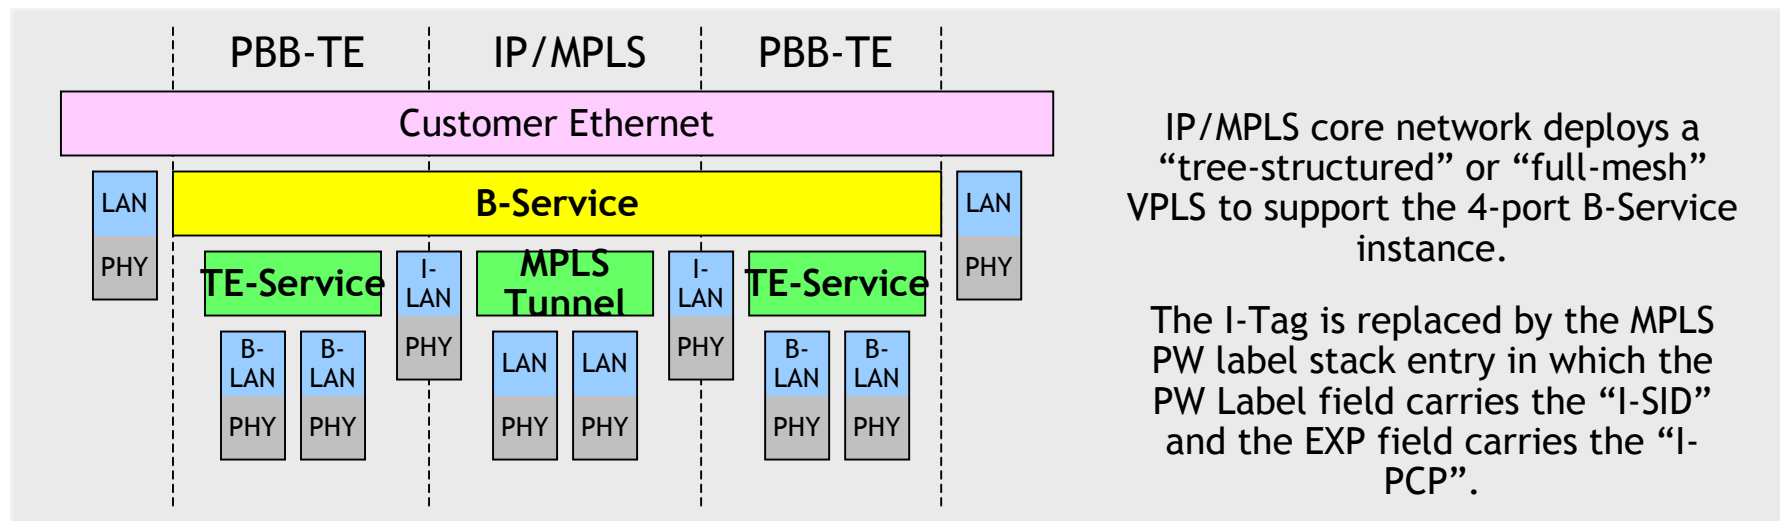 PBB-TE IP/MPLS PBB-TE
Customer Ethernet
LAN B-Service LAN
PHY PHY
TE-Service I-
LAN MPLS
Tunnel I-
LAN TE-Service
PHY PHY
B-
LAN B-
LAN LAN LAN B-
LAN B-
LAN
PHY PHY PHY PHY PHY PHY
IP/MPLS core network deploys a
“tree-structured” or “full-mesh”
VPLS to support the 4-port B-Service
instance.
The I-Tag is replaced by the MPLS
PW label stack entry in which the
PW Label field carries the “I-SID”
and the EXP field carries the “I-
PCP”.